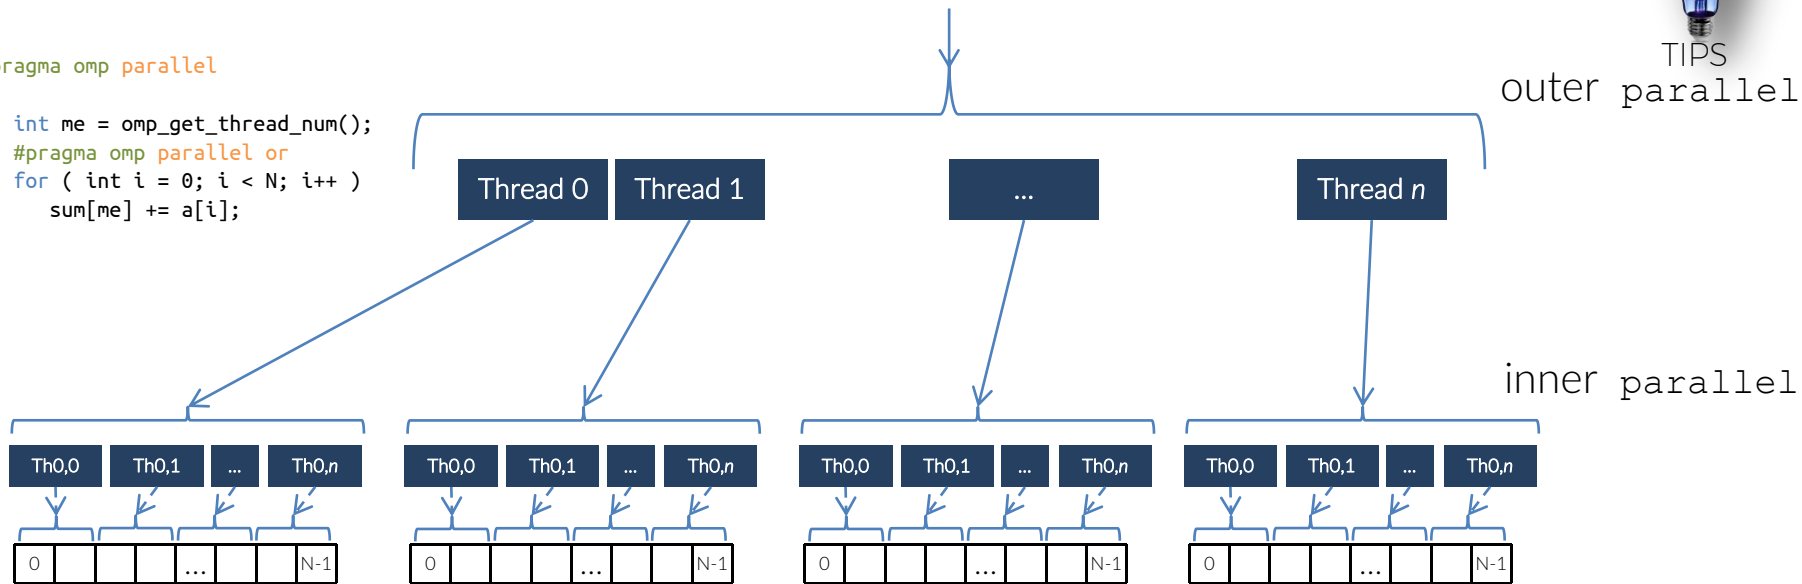 ragma omp parallel
int me = omp_get_thread_num();
#pragma omp parallel or
for ( int i = 0; i < N; i++ )
sum[me] += a[i];
TIPS
outer parallel
Thread 0 Thread 1 ... Thread n
inner parallel
Th0,0 Th0,1 ... Th0,n Th0,0 Th0,1 ... Th0,n Th0,0 Th0,1 ... Th0,n Th0,0 Th0,1 ... Th0,n
0 ... N-1 0 ... N-1 0 ... N-1 0 ... N-1